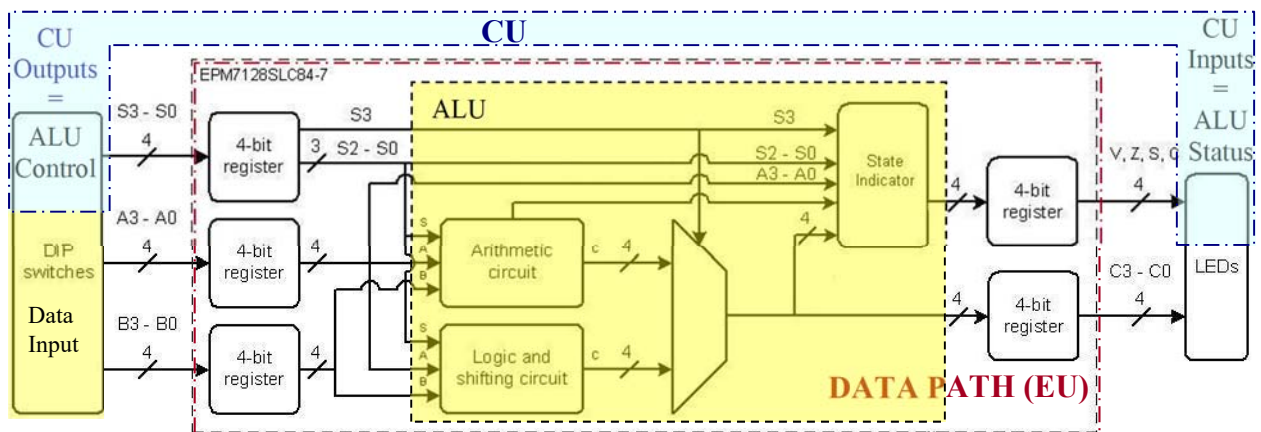 CU
Outputs
=
ALU
Control
DIP
switches
Data
Input
S3 - S0
4
A3 - A0
4
B3 - B0
4
CU
EPM7128SLC84-7
4-bit
register
4-bit
register
4-bit
register
3
4
4
S3
S2 - S0
ALU
S3
S2 - S0
A3 - A0
S
A
B
Arithmetic
circuit
c
4
S
A
B
Logic and
shifting circuit
c
4
4
State
Indicator
4
4
4-bit
register
4-bit
register
DATA PATH (EU)
V, Z, S,
4
C3 - C0
4
CU
Inputs
=
ALU
Status
LEDs